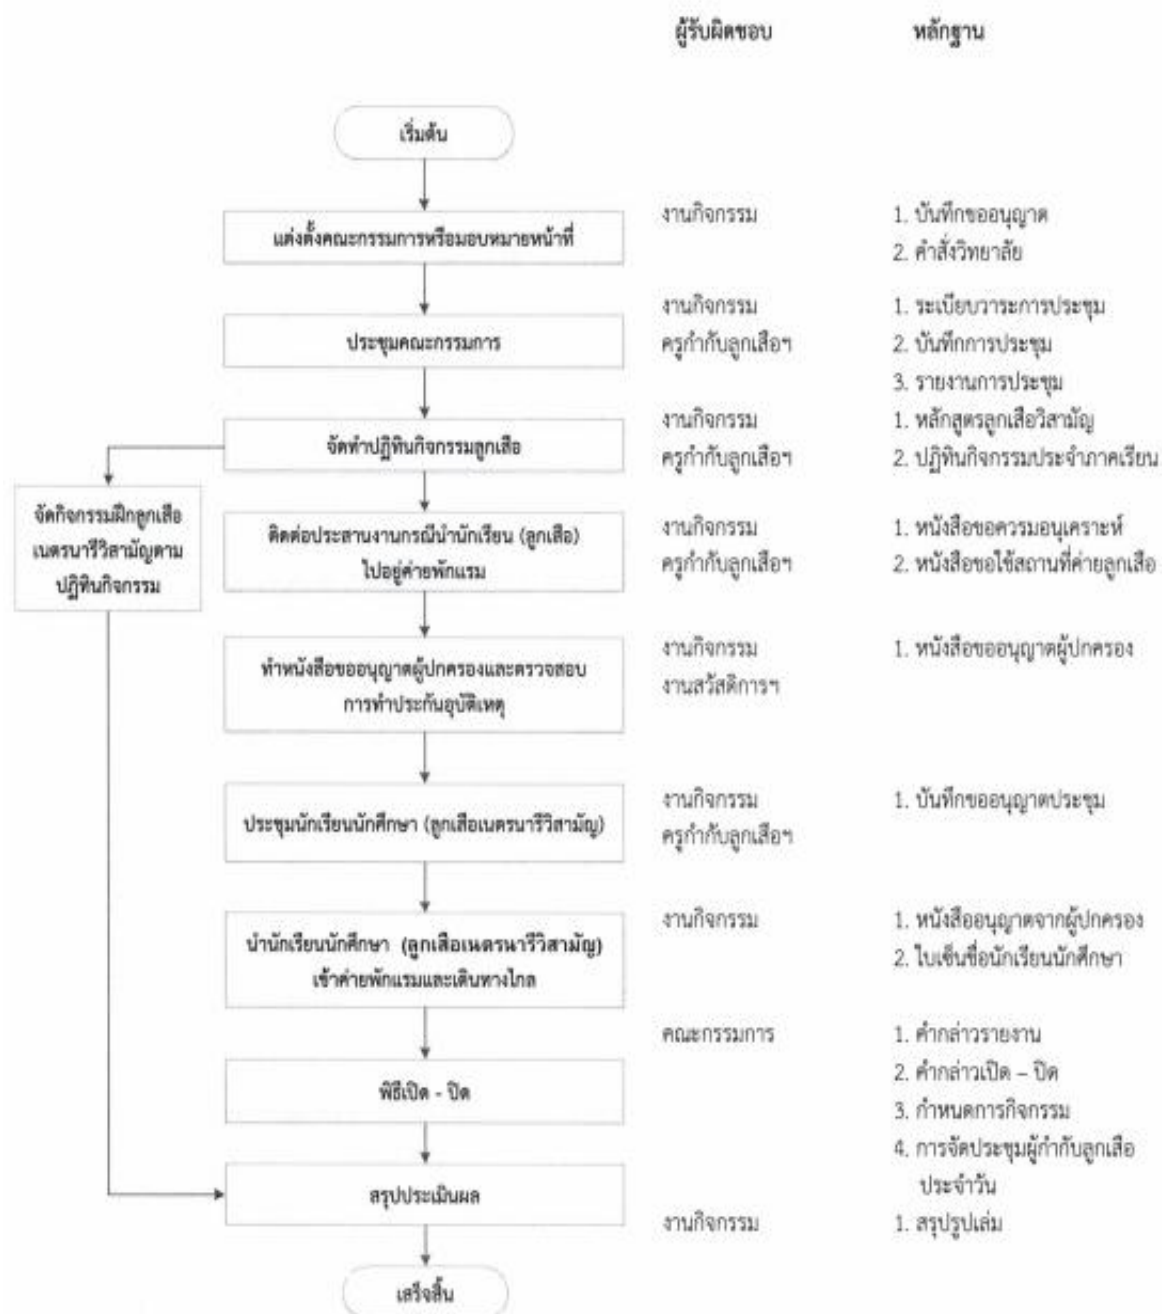 ผู้รับผิดชอบ หลักฐาน
เริ่มต้น
แต่งตั้งคณะกรรมการหรือมอบหมายหน้าที่
งานกิจกรรม
1. บันทึกขออนุญาต
2. คำสั่งวิทยาลัย
ประชุมคณะกรรมการ
งานกิจกรรม
ครูกำกับลูกเสือฯ
1. ระเบียบวาระการประชุม
2. บันทึกการประชุม
3. รายงานการประชุม
จัดทำปฏิทินกิจกรรมลูกเสือ
งานกิจกรรม
ครูกำกับลูกเสือฯ
1. หลักสูตรลูกเสือวิสามัญ
2. ปฏิทินกิจกรรมประจำภาคเรียน
จัดกิจกรรมฝึกลูกเสือ
เนตรนารีวิสามัญตาม
ปฏิทินกิจกรรม
ติดต่อประสานงานกรณีนำนักเรียน (ลูกเสือ)
ไปอยู่ค่ายพักแรม
งานกิจกรรม
ครูกำกับลูกเสือฯ
1. หนังสือขอควรมอนุเคราะห์
2. หนังสือขอใช้สถานที่ค่ายลูกเสือ
ทำหนังสือขออนุญาตผู้ปกครองและตรวจสอบ
การทำประกันอุบัติเหตุ
งานกิจกรรม
งานสวัสดิการฯ
1. หนังสือขออนุญาตผู้ปกครอง
ประชุมนักเรียนนักศึกษา (ลูกเสือเนตรนารีวิสามัญ)
งานกิจกรรม
ครูกำกับลูกเสือฯ
1. บันทึกขออนุญาตประชุม
นำนักเรียนนักศึกษา (ลูกเสือเนตรนารีวิสามัญ)
เข้าค่ายพักแรมและเดินทางไกล
งานกิจกรรม
1. หนังสืออนุญาตจากผู้ปกครอง
2. ใบเซ็นชื่อนักเรียนนักศึกษา
พิธีเปิด - ปิด
คณะกรรมการ
1. คำกล่าวรายงาน
2. คำกล่าวเปิด – ปิด
3. กำหนดการกิจกรรม
4. การจัดประชุมผู้กำกับลูกเสือ
ประจำวัน
สรุปประเมินผล
งานกิจกรรม
1. สรุปรูปเล่ม
เสร็จสิ้น